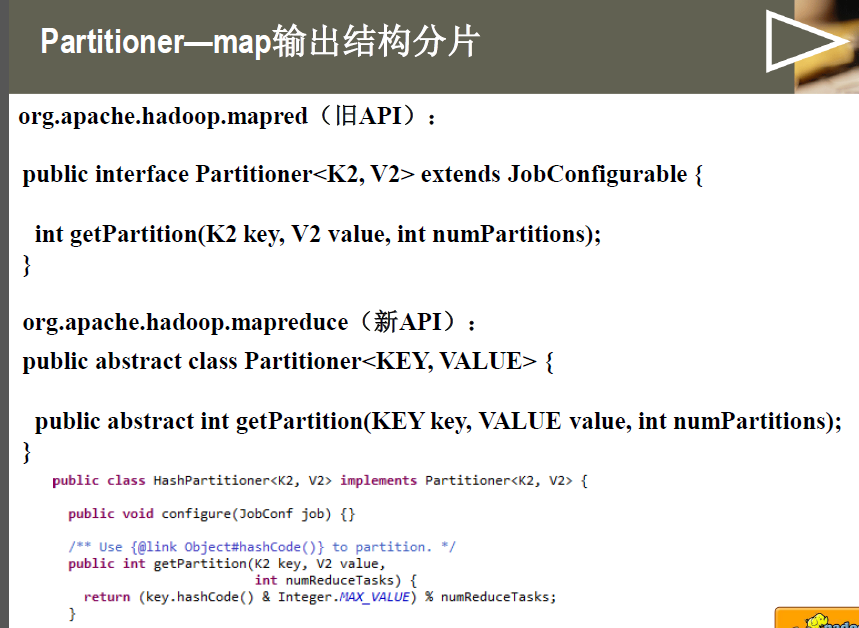 Partitioner—map输出结构分片
org.apache.hadoop.mapred（旧API）：
public interface Partitioner<K2, V2> extends JobConfigurable {
int getPartition(K2 key, V2 value, int numPartitions);
}
org.apache.hadoop.mapreduce（新API）：
public abstract class Partitioner<KEY, VALUE> {
public abstract int getPartition(KEY key, VALUE value, int numPartitions);
}
public class HashPartitioner<K2, V2> implements Partitioner<K2, V2> {
public void configure(JobConf job) {}
/** Use {@link Object#hashCode()} to partition. */
public int getPartition(K2 key, V2 value,
int numReduceTasks) {
return (key.hashCode() & Integer.MAX_VALUE) % numReduceTasks;
}